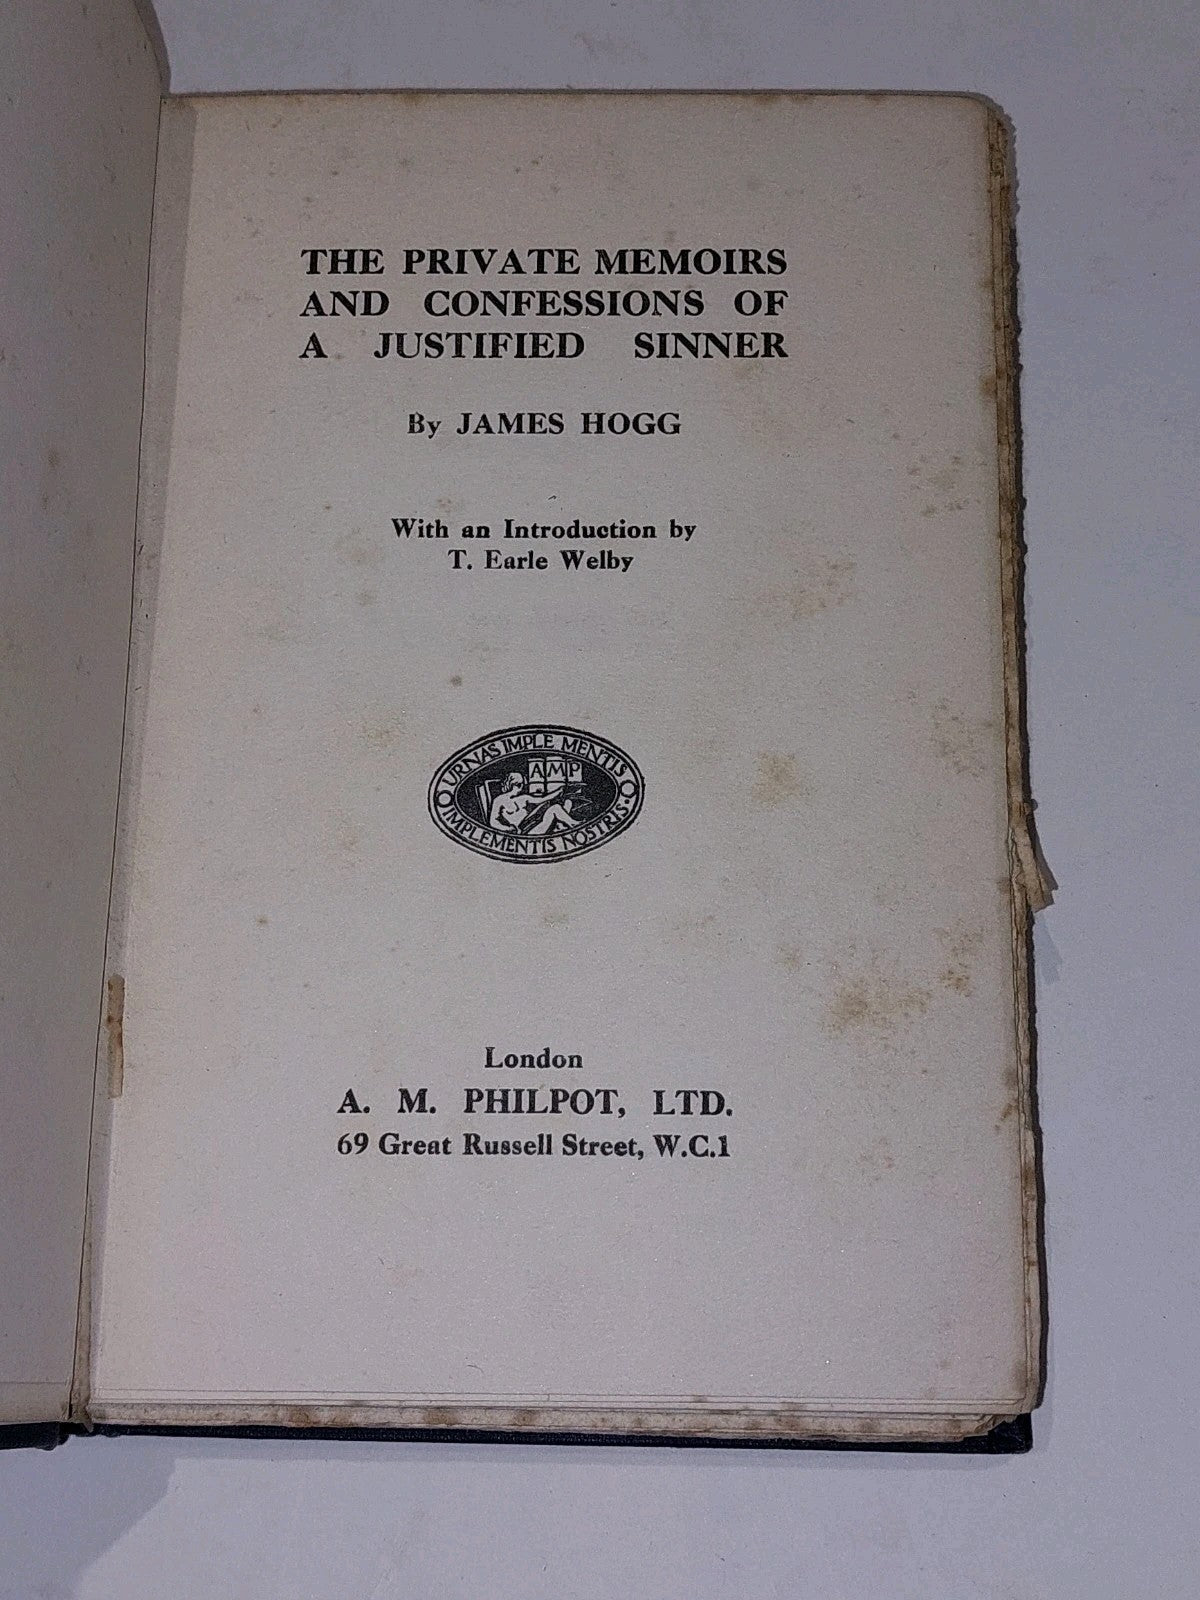 THE PRIVATE MEMOIRS
AND CONFESSIONS OF
A JUSTIFIED SINNER
By JAMES HOGG
With an Introduction by
T. Earle Welby
URNAS IMPLE MENTIS
AMP
IMPLEMENTIS NOSTRIS
London
A. M. PHILPOT, LTD.
69 Great Russell Street, W.C.1